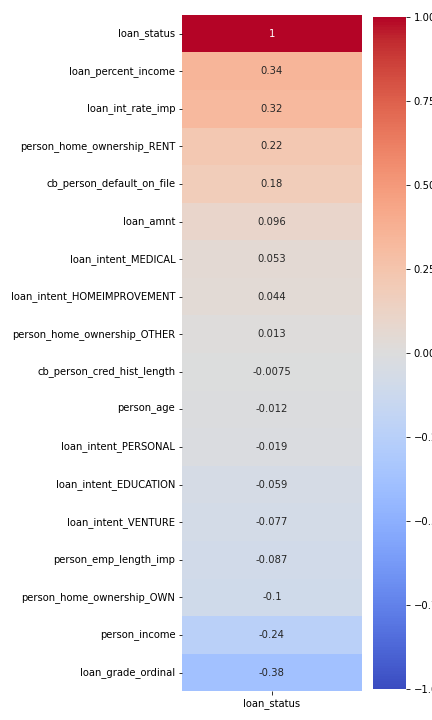 loan_status 1
loan_percent_income 0.34
loan_int_rate_imp 0.32
person_home_ownership_RENT 0.22
cb_person_default_on_file 0.18
loan_amnt 0.096
loan_intent_MEDICAL 0.053
loan_intent_HOMEIMPROVEMENT 0.044
person_home_ownership_OTHER 0.013
cb_person_cred_hist_length -0.0075
person_age -0.012
loan_intent_PERSONAL -0.019
loan_intent_EDUCATION -0.059
loan_intent_VENTURE -0.077
person_emp_length_imp -0.087
person_home_ownership_OWN -0.1
person_income -0.24
loan_grade_ordinal -0.38
loan_status
1.00
0.75
0.50
0.25
0.00